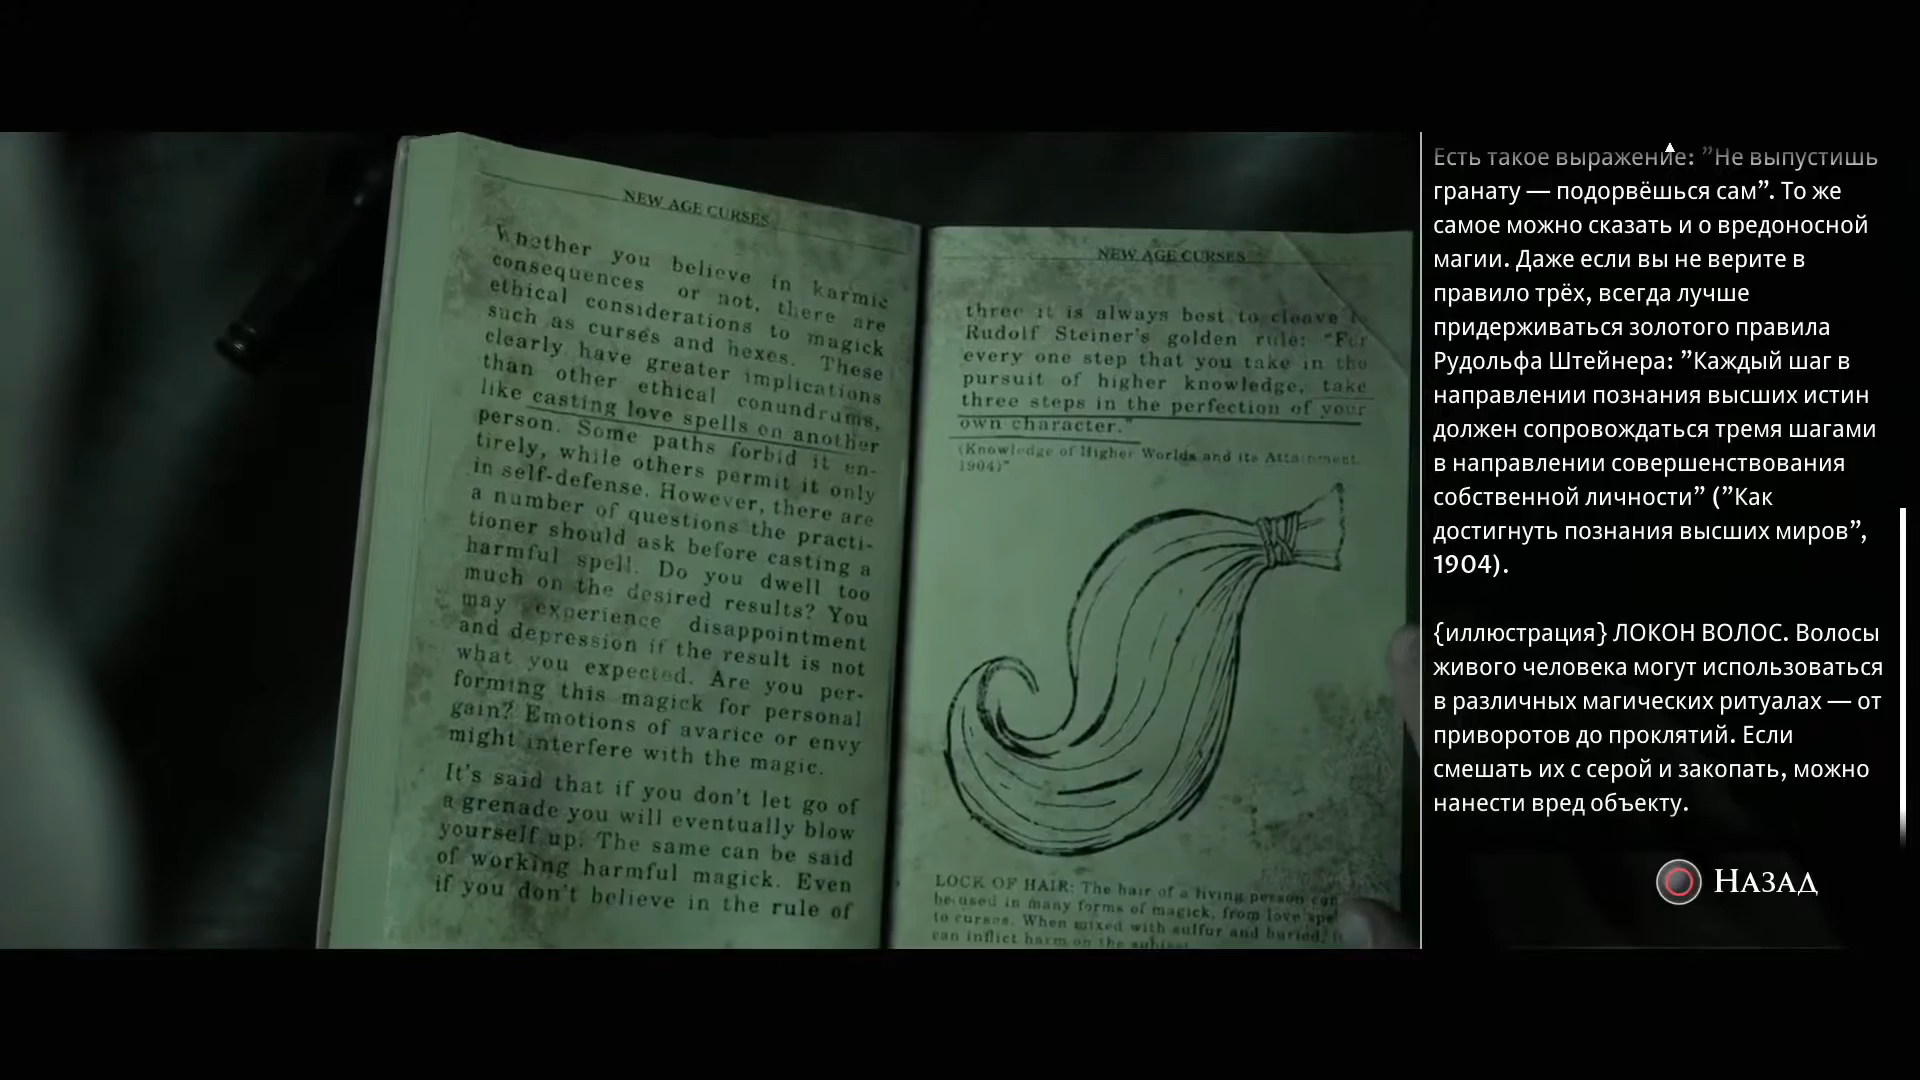 NEW AGE CURSES
Whether you believe in karmic
consequences or not, there are
ethical considerations to magick
such as curses and hexes. These
clearly have greater implications
than other ethical conundrums,
like casting love spells on another
person. Some paths forbid it en-
tirely, while others permit it only
in self-defense. However, there are
a number of questions the practi-
tioner should ask before casting a
harmful spell. Do you dwell too
much on the desired results? You
may experience disappointment
and depression if the result is not
what you expected. Are you per-
forming this magick for personal
gain? Emotions of avarice or envy
might interfere with the magic.
It's said that if you don't let go of
a grenade you will eventually blow
yourself up. The same can be said
of working harmful magick. Even
if you don't believe in the rule of
NEW AGE CURSES
three it is always best to cleave
Rudolf Steiner's golden rule: "For
every one step that you take in the
pursuit of higher knowledge, take
three steps in the perfection of your
own character."
(Knowledge of Higher Worlds and its Attainment,
1904)"
LOCK OF HAIR: The hair of a living person can
be used in many forms of magick, from love
to curses. When mixed with sulfur and buried,
can inflict harm on the subject
Есть такое выражение: ”Не выпустишь
гранату — подорвёшься сам”. То же
самое можно сказать и о вредоносной
магии. Даже если вы не верите в
правило трёх, всегда лучше
придерживаться золотого правила
Рудольфа Штейнера: ”Каждый шаг в
направлении познания высших истин
должен сопровождаться тремя шагами
в направлении совершенствования
собственной личности” (”Как
достигнуть познания высших миров”,
1904).
{иллюстрация} ЛОКОН ВОЛОС. Волосы
живого человека могут использоваться
в различных магических ритуалах — от
приворотов до проклятий. Если
смешать их с серой и закопать, можно
нанести вред объекту.
НАЗАД